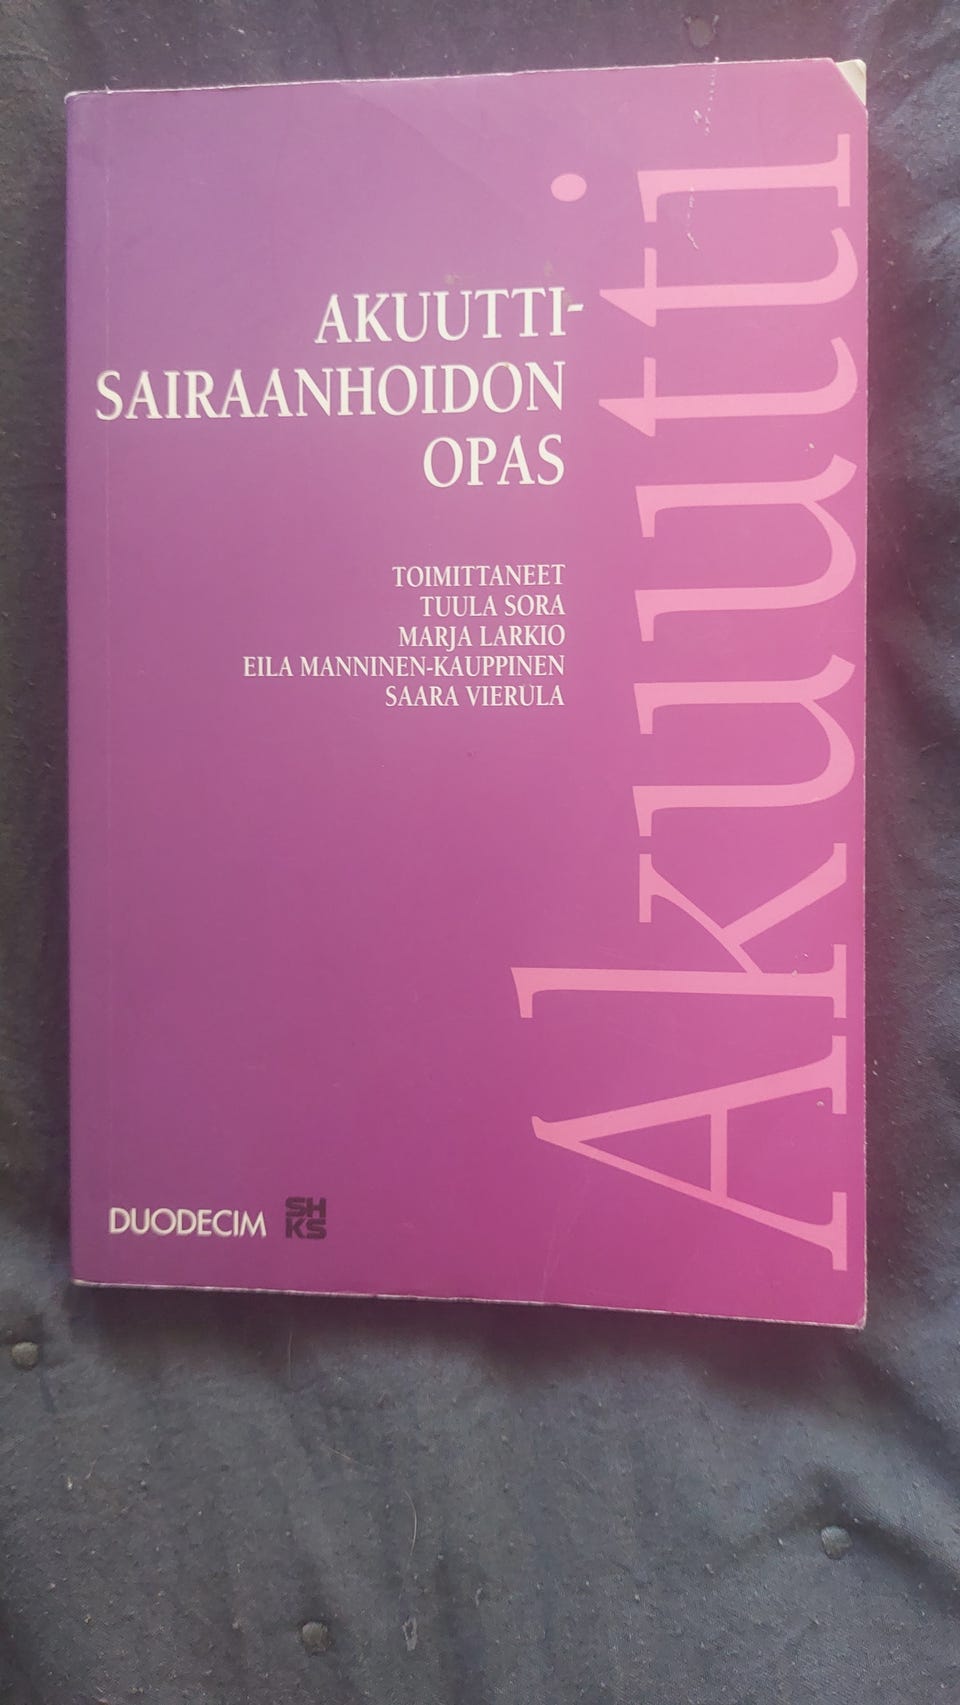 AKUUTTI-
SAIRAANHOIDON
OPAS
TOIMITTANEET
TUULA SORA
MARJA LARKIO
EILA MANNINEN-KAUPPINEN
SAARA VIERULA
Akuutti
DUODECIM
SH
KS